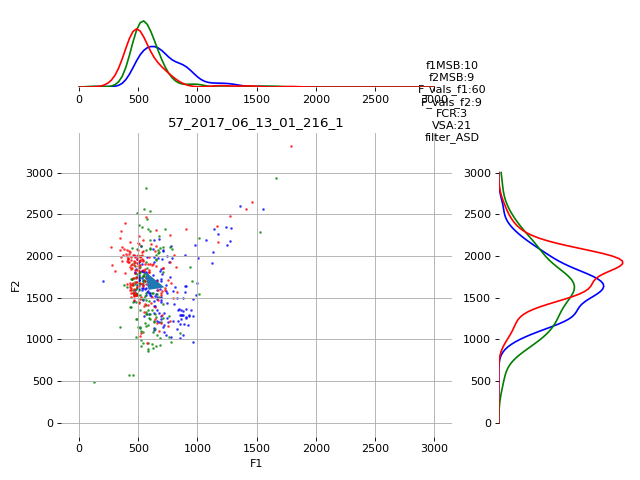 f1MSB:10
f2MSB:9
F_vals_f1:60
F_vals_f2:9
FCR:3
VSA:21
filter_ASD
0 500 1000 1500 2000 2500 3000
57_2017_06_13_01_216_1
3000
2500
2000
1500
1000
500
0
F2
0 500 1000 1500 2000 2500 3000
F1
3000
2500
2000
1500
1000
500
0